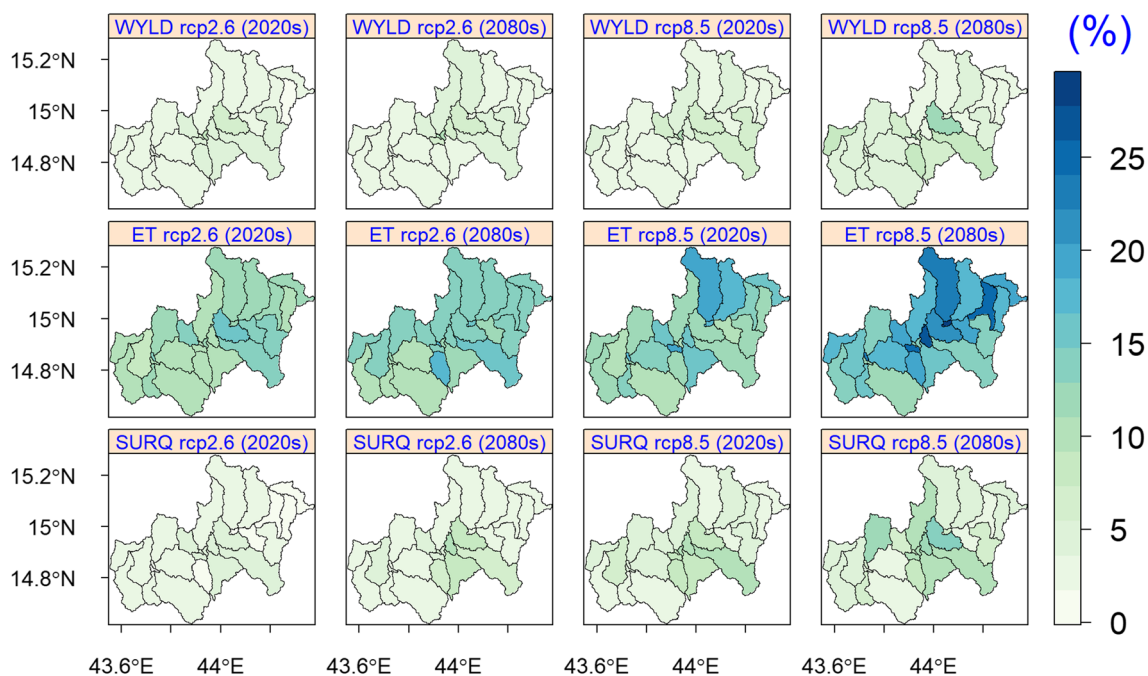 WYLD rcp2.6 (2020s) WYLD rcp2.6 (2080s) WYLD rcp8.5 (2020s) WYLD rcp8.5 (2080s) (%)
15.2°N
15°N
14.8°N
25
ET rcp2.6 (2020s) ET rcp2.6 (2080s) ET rcp8.5 (2020s) ET rcp8.5 (2080s)
20
15.2°N
15°N
15
14.8°N
10
SURQ rcp2.6 (2020s) SURQ rcp2.6 (2080s) SURQ rcp8.5 (2020s) SURQ rcp8.5 (2080s)
15.2°N
5
15°N
14.8°N
0
43.6°E 44°E 43.6°E 44°E 43.6°E 44°E 43.6°E 44°E